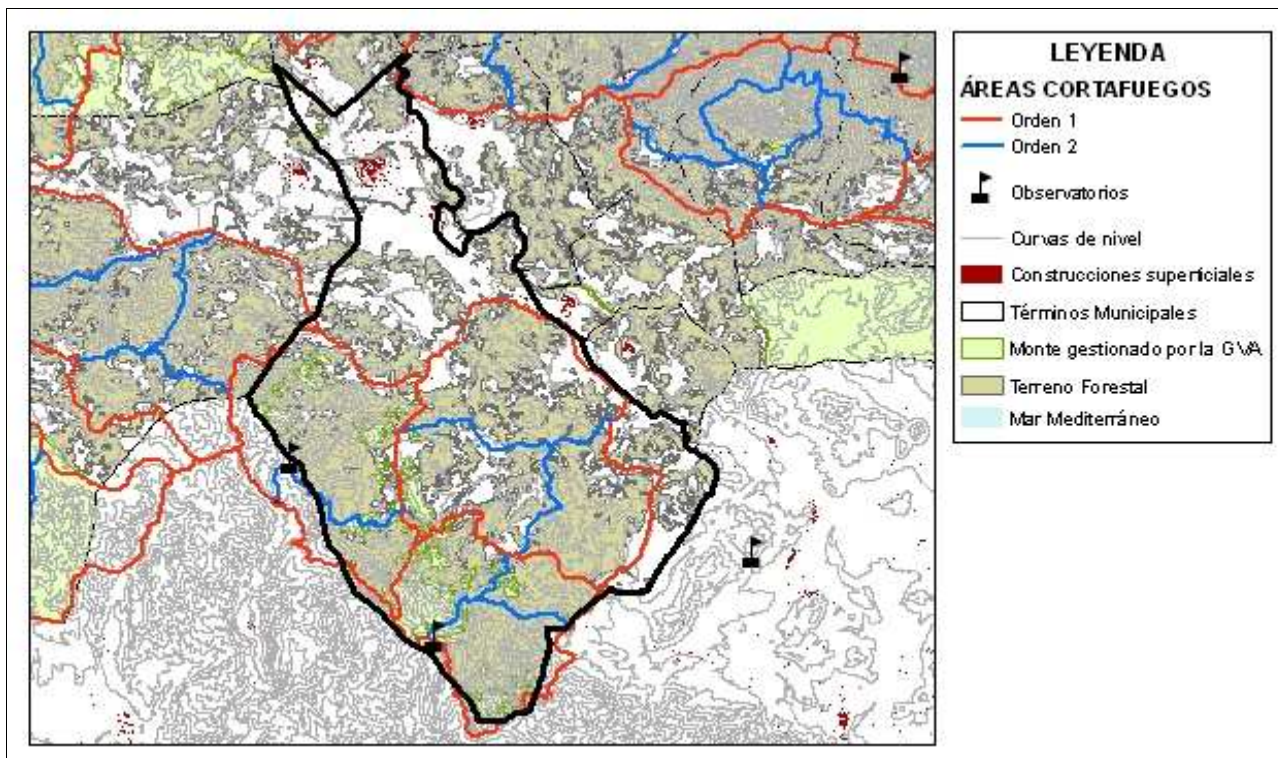 LEYENDA
ÁREAS CORTAFUEGOS
Orden 1
Orden 2
Observatorios
Curvas de nivel
Construcciones superficiales
Términos Municipales
Monte gestionado por la GVA
Terreno Forestal
Mar Mediterráneo